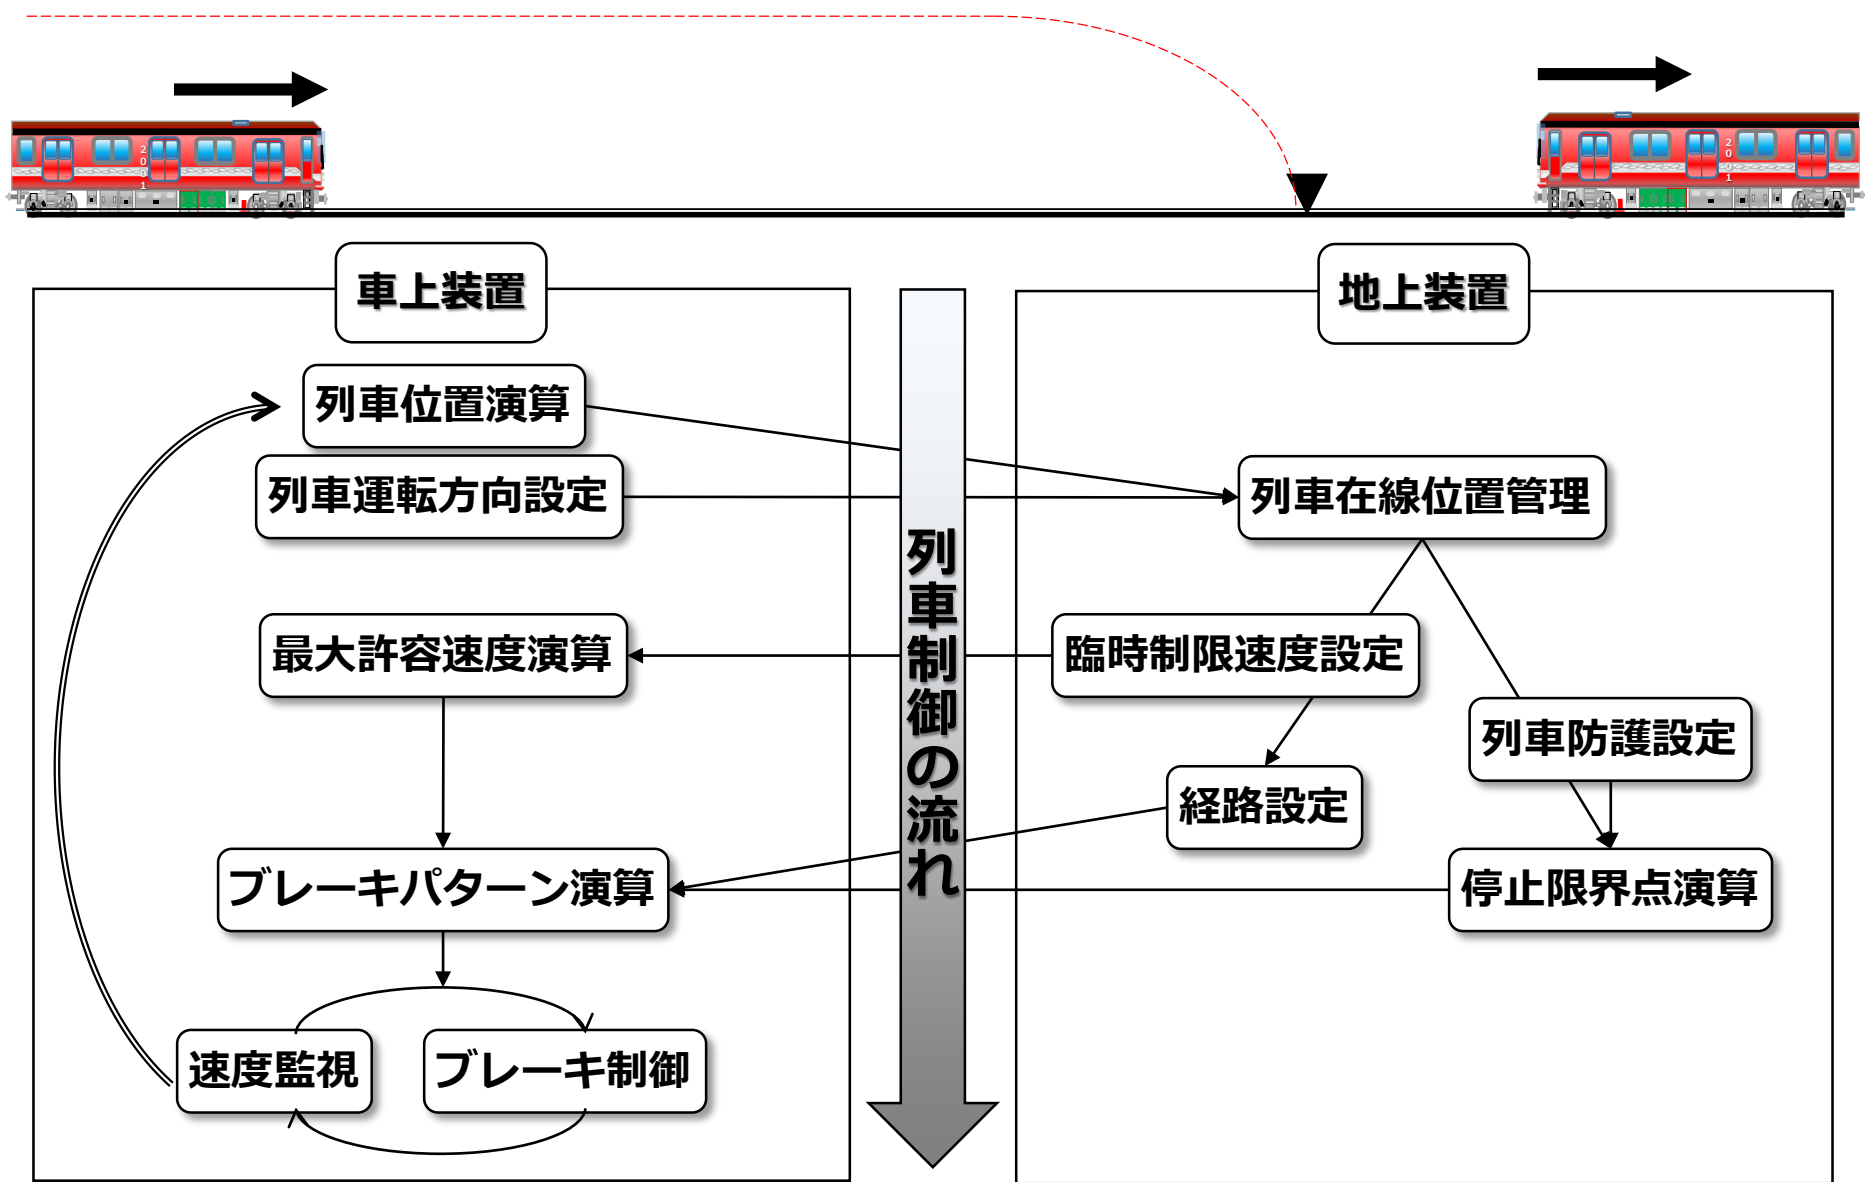 2001
2001
車上装置
地上装置
列車位置演算
列車運転方向設定
列車在線位置管理
列車制御の流れ
最大許容速度演算
臨時制限速度設定
列車防護設定
経路設定
ブレーキパターン演算
停止限界点演算
速度監視
ブレーキ制御